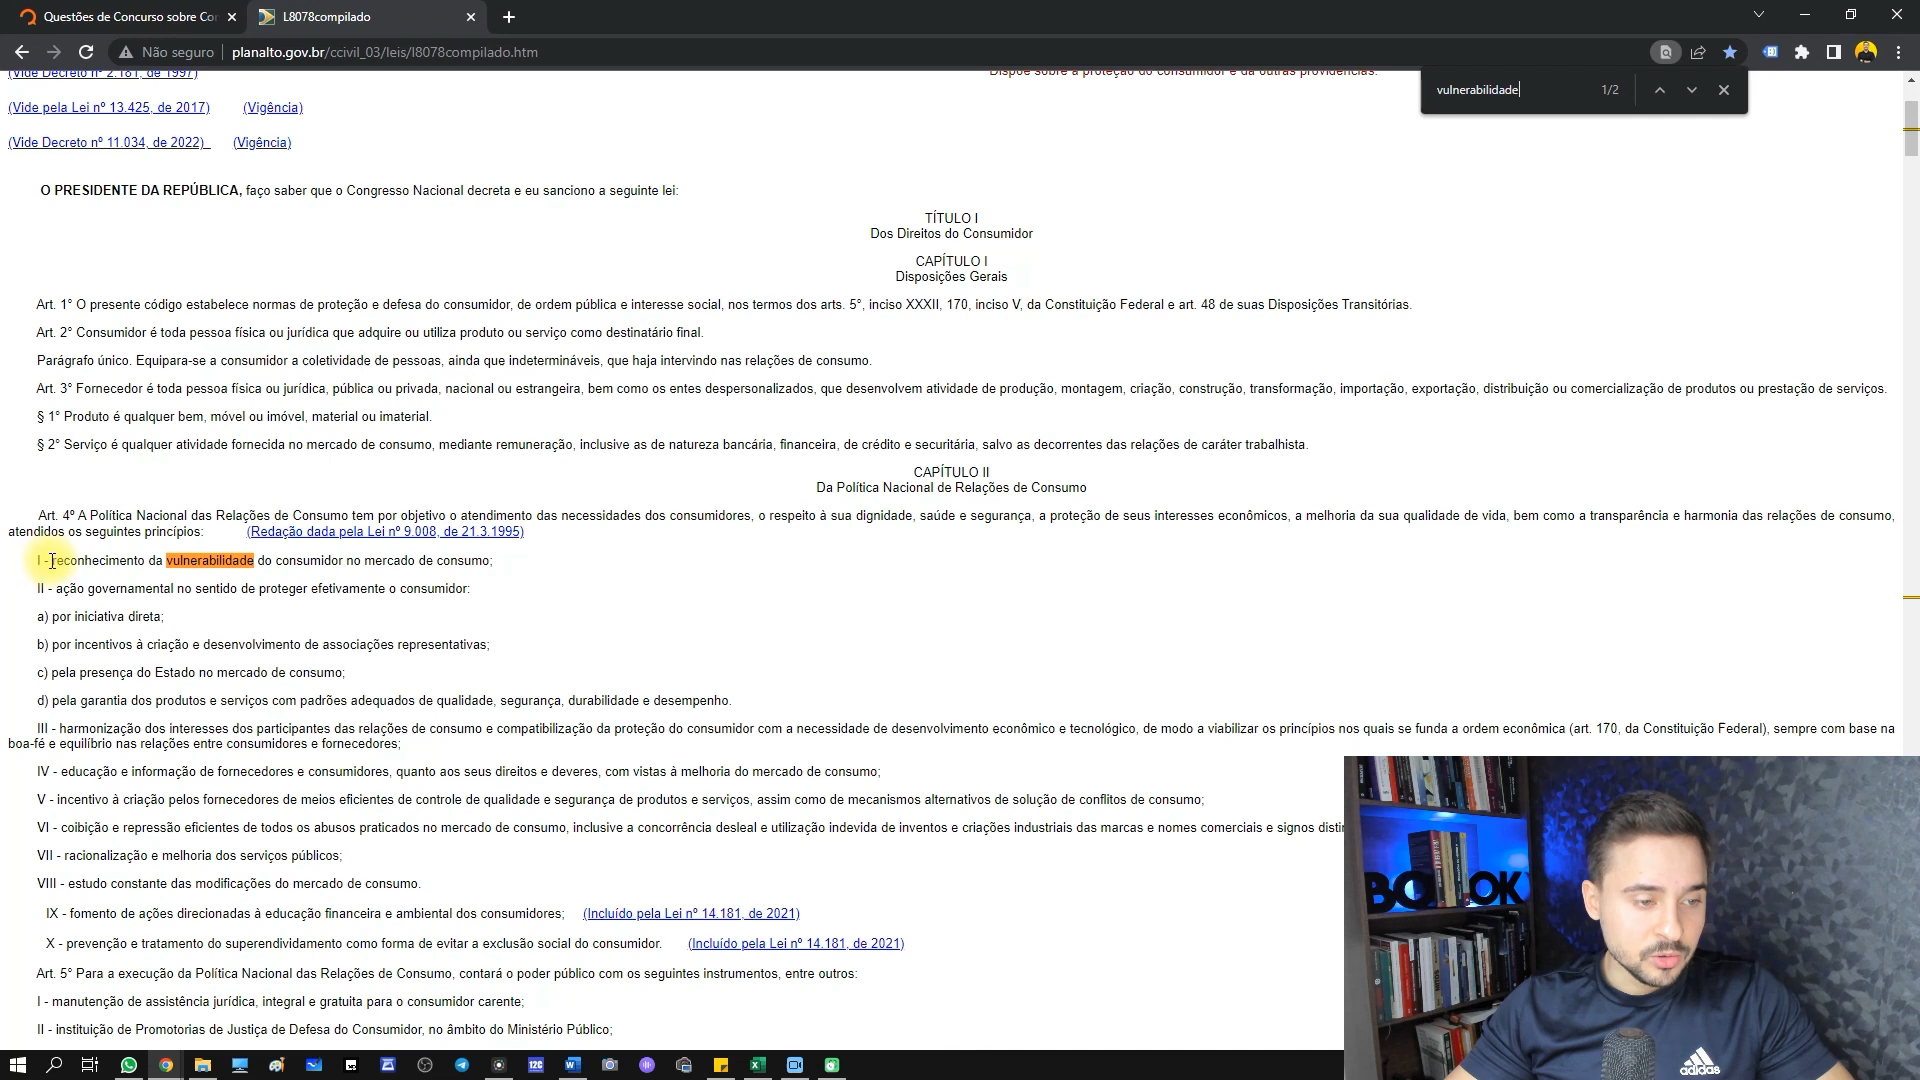 Questões de Concurso sobre Co
L8078compilado
Não seguro
planalto.gov.br/ccivil_03/leis/l8078compilado.htm
(Vide Decreto nº 2.181, de 1997)
Dispõe sobre a proteção do consumidor e dá outras providências.
vulnerabilidade
1/2
(Vide pela Lei nº 13.425, de 2017) (Vigência)
(Vide Decreto nº 11.034, de 2022) (Vigência)
O PRESIDENTE DA REPÚBLICA, faço saber que o Congresso Nacional decreta e eu sanciono a seguinte lei:
TÍTULO I
Dos Direitos do Consumidor
CAPÍTULO I
Disposições Gerais
Art. 1° O presente código estabelece normas de proteção e defesa do consumidor, de ordem pública e interesse social, nos termos dos arts. 5°, inciso XXXII, 170, inciso V, da Constituição Federal e art. 48 de suas Disposições Transitórias.
Art. 2° Consumidor é toda pessoa física ou jurídica que adquire ou utiliza produto ou serviço como destinatário final.
Parágrafo único. Equipara-se a consumidor a coletividade de pessoas, ainda que indetermináveis, que haja intervindo nas relações de consumo.
Art. 3° Fornecedor é toda pessoa física ou jurídica, pública ou privada, nacional ou estrangeira, bem como os entes despersonalizados, que desenvolvem atividade de produção, montagem, criação, construção, transformação, importação, exportação, distribuição ou comercialização de produtos ou prestação de serviços.
§ 1° Produto é qualquer bem, móvel ou imóvel, material ou imaterial.
§ 2° Serviço é qualquer atividade fornecida no mercado de consumo, mediante remuneração, inclusive as de natureza bancária, financeira, de crédito e securitária, salvo as decorrentes das relações de caráter trabalhista.
CAPÍTULO II
Da Política Nacional de Relações de Consumo
Art. 4º A Política Nacional das Relações de Consumo tem por objetivo o atendimento das necessidades dos consumidores, o respeito à sua dignidade, saúde e segurança, a proteção de seus interesses econômicos, a melhoria da sua qualidade de vida, bem como a transparência e harmonia das relações de consumo,
atendidos os seguintes princípios: (Redação dada pela Lei nº 9.008, de 21.3.1995)
I - reconhecimento da vulnerabilidade do consumidor no mercado de consumo;
II - ação governamental no sentido de proteger efetivamente o consumidor:
a) por iniciativa direta;
b) por incentivos à criação e desenvolvimento de associações representativas;
c) pela presença do Estado no mercado de consumo;
d) pela garantia dos produtos e serviços com padrões adequados de qualidade, segurança, durabilidade e desempenho.
III - harmonização dos interesses dos participantes das relações de consumo e compatibilização da proteção do consumidor com a necessidade de desenvolvimento econômico e tecnológico, de modo a viabilizar os princípios nos quais se funda a ordem econômica (art. 170, da Constituição Federal), sempre com base na
boa-fé e equilíbrio nas relações entre consumidores e fornecedores;
IV - educação e informação de fornecedores e consumidores, quanto aos seus direitos e deveres, com vistas à melhoria do mercado de consumo;
V - incentivo à criação pelos fornecedores de meios eficientes de controle de qualidade e segurança de produtos e serviços, assim como de mecanismos alternativos de solução de conflitos de consumo;
VI - coibição e repressão eficientes de todos os abusos praticados no mercado de consumo, inclusive a concorrência desleal e utilização indevida de inventos e criações industriais das marcas e nomes comerciais e signos distin
VII - racionalização e melhoria dos serviços públicos;
VIII - estudo constante das modificações do mercado de consumo.
IX - fomento de ações direcionadas à educação financeira e ambiental dos consumidores; (Incluído pela Lei nº 14.181, de 2021)
X - prevenção e tratamento do superendividamento como forma de evitar a exclusão social do consumidor. (Incluído pela Lei nº 14.181, de 2021)
Art. 5° Para a execução da Política Nacional das Relações de Consumo, contará o poder público com os seguintes instrumentos, entre outros:
I - manutenção de assistência jurídica, integral e gratuita para o consumidor carente;
II - instituição de Promotorias de Justiça de Defesa do Consumidor, no âmbito do Ministério Público;
BOOK
adidas
12C